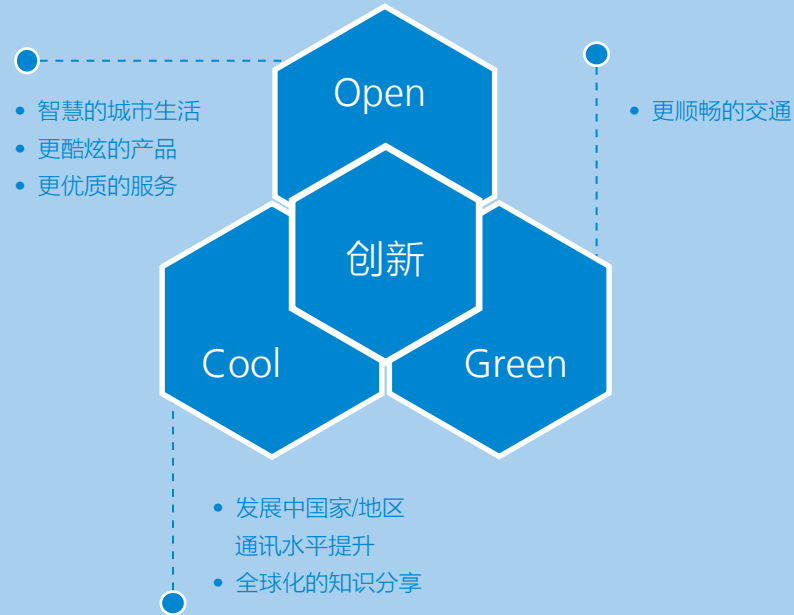 Open
• 智慧的城市生活
• 更酷炫的产品
• 更优质的服务
• 更顺畅的交通
创新
Cool
Green
• 发展中国家/地区
通讯水平提升
• 全球化的知识分享